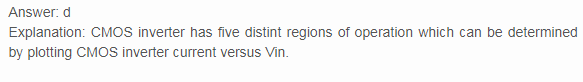 Answer: d
Explanation: CMOS inverter has five distint regions of operation which can be determined
by plotting CMOS inverter current versus Vin.